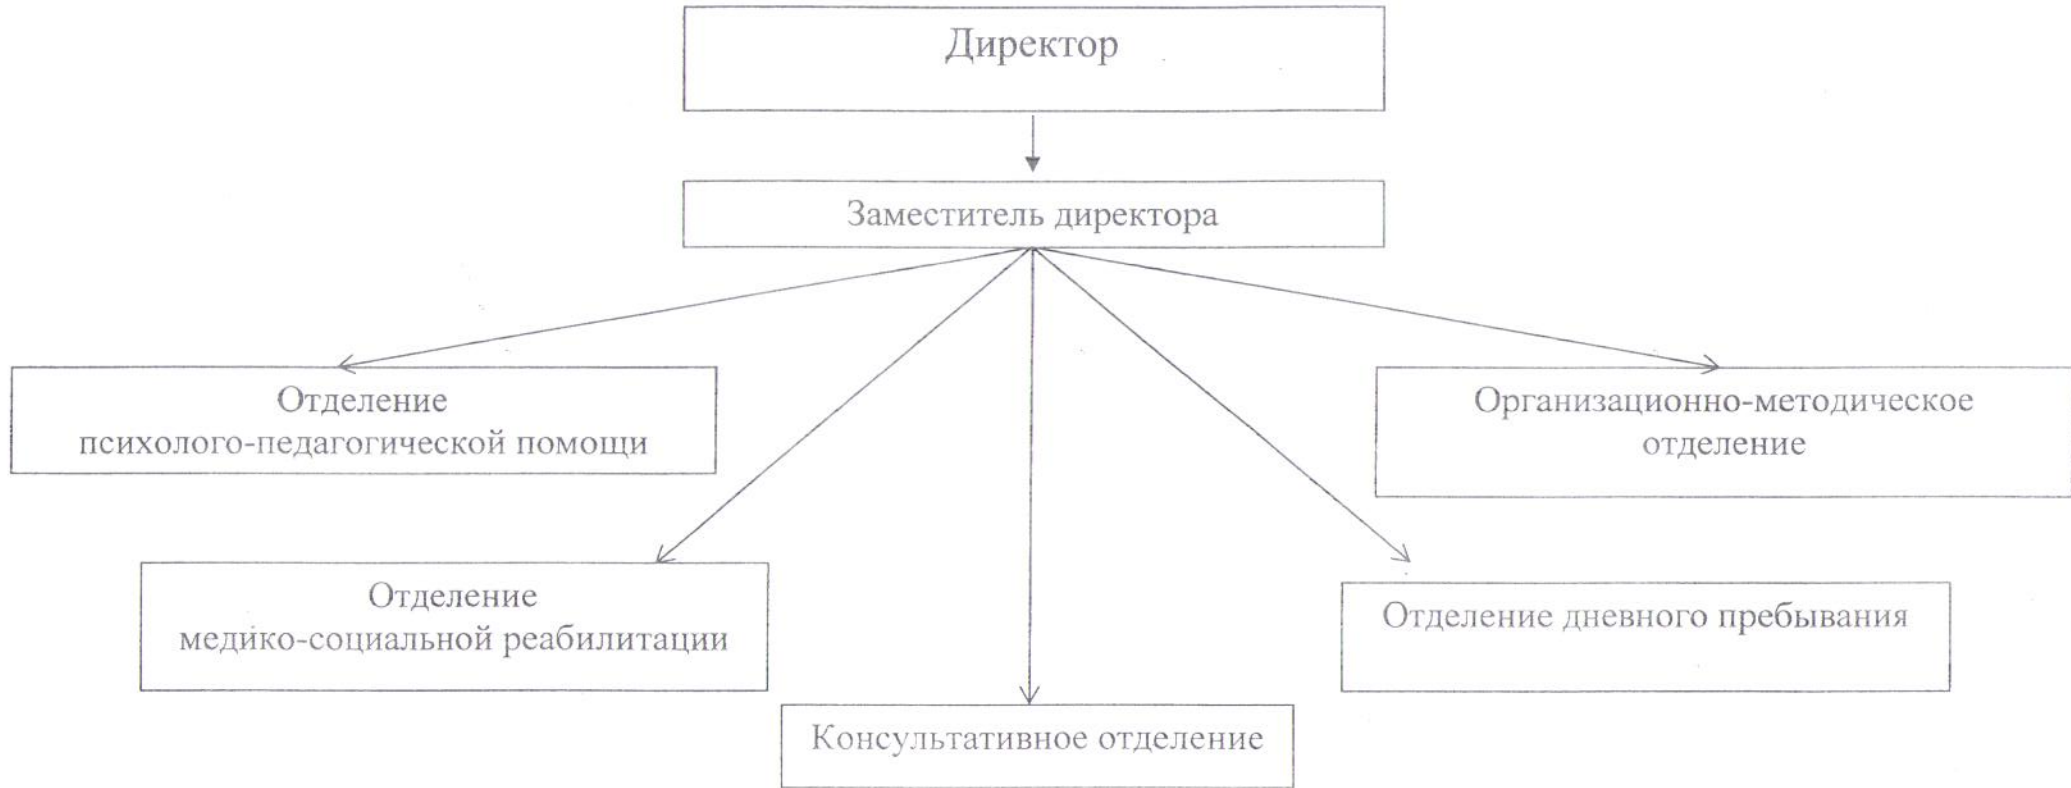 Директор
Заместитель директора
Отделение
психолого-педагогической помощи
Организационно-методическое
отделение
Отделение
медико-социальной реабилитации
Отделение дневного пребывания
Консультативное отделение